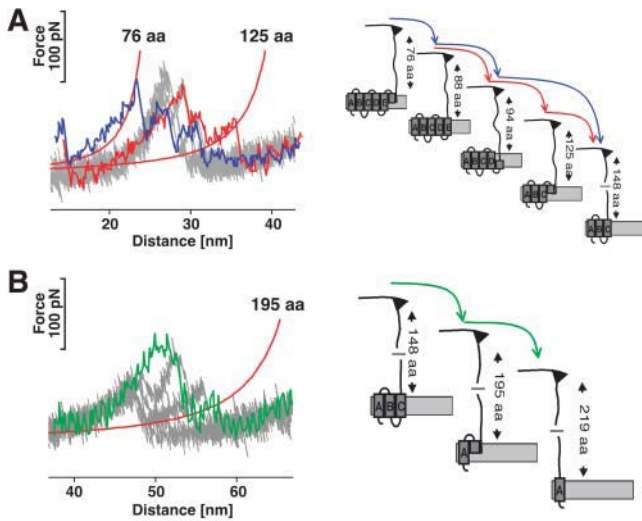 A
Force
100 pN
76 aa
125 aa
20
30
40
Distance [nm]
76 aa
88 aa
94 aa
125 aa
148 aa
A B C D E
A B C D E
A B C D
A B C
A B C
B
Force
100 pN
195 aa
40
50
60
Distance [nm]
148 aa
195 aa
219 aa
A B C
A
A